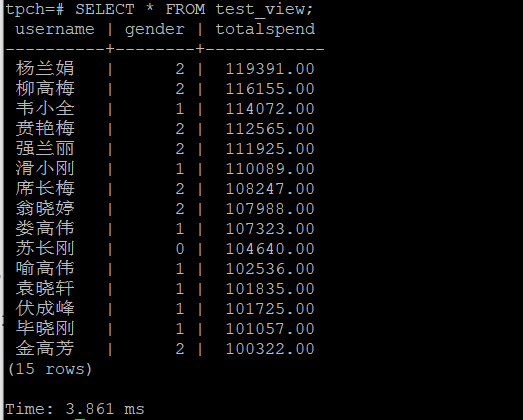 tpch=# SELECT * FROM test_view;
 username | gender | totalspend
----------+--------+------------
 杨兰娟   |      2 |  119391.00
 柳高梅   |      2 |  116155.00
 韦小全   |      1 |  114072.00
 贲艳梅   |      2 |  112565.00
 强兰丽   |      2 |  111925.00
 滑小刚   |      1 |  110089.00
 席长梅   |      2 |  108247.00
 翁晓婷   |      2 |  107988.00
 娄高伟   |      1 |  107323.00
 苏长刚   |      0 |  104640.00
 喻高伟   |      1 |  102536.00
 袁晓轩   |      1 |  101835.00
 伏成峰   |      1 |  101725.00
 毕晓刚   |      1 |  101057.00
 金高芳   |      2 |  100322.00
(15 rows)
Time: 3.861 ms